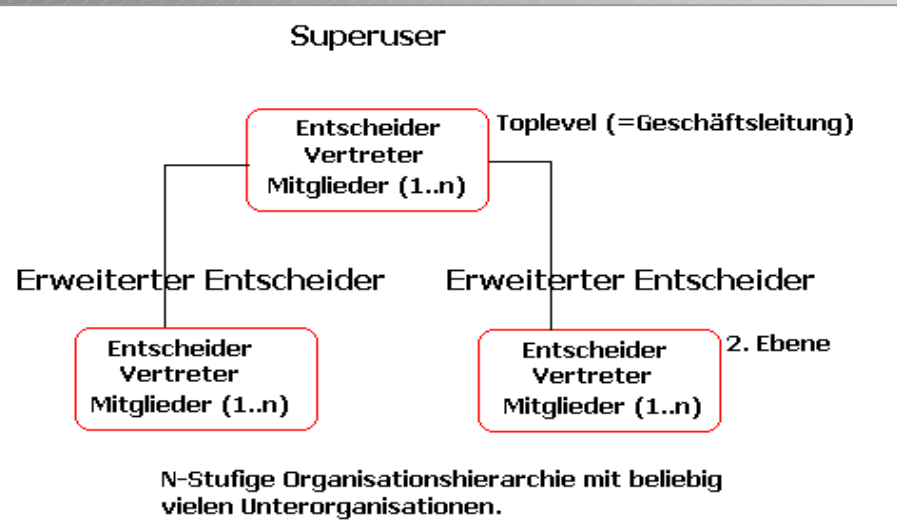 Superuser
Entscheider
Vertreter
Mitglieder (1..n)
Toplevel (=Geschäftsleitung)
Erweiterter Entscheider
Erweiterter Entscheider
Entscheider
Vertreter
Mitglieder (1..n)
Entscheider
Vertreter
Mitglieder (1..n)
2. Ebene
N-Stufige Organisationshierarchie mit beliebig
vielen Unterorganisationen.